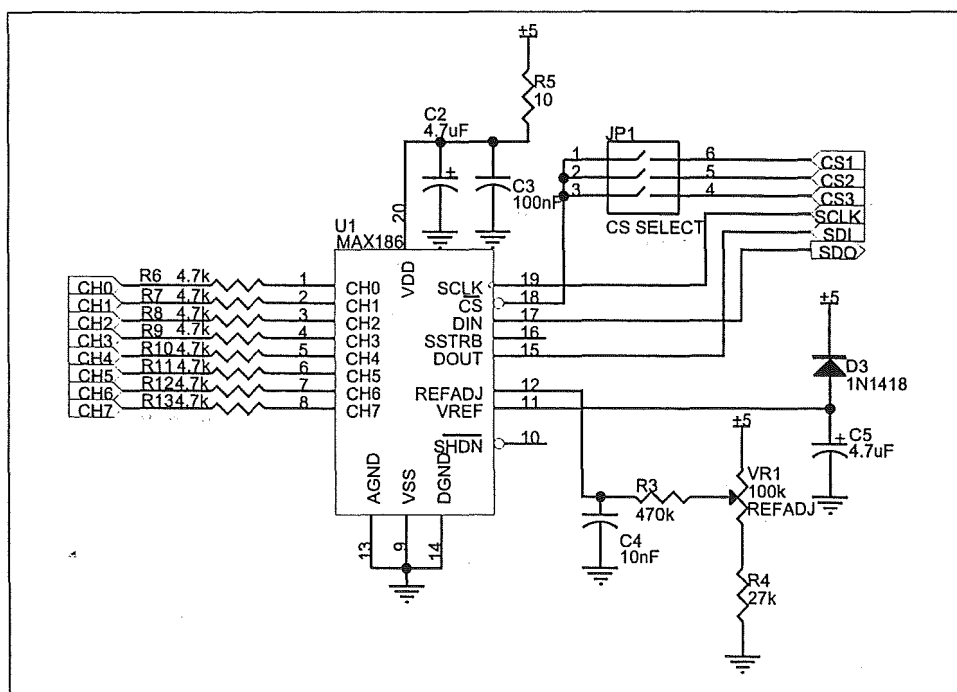 ±5
R5
10
C2
4.7uF
JP1
1
2
3
6
5
4
CS1
CS2
CS3
SCLK
SDI
SDO
CS SELECT
C3
100nF
20
U1
MAX186
VDD
R6 4.7k
R7 4.7k
R8 4.7k
R9 4.7k
R10 4.7k
R11 4.7k
R12 4.7k
R13 4.7k
CH0
CH1
CH2
CH3
CH4
CH5
CH6
CH7
1
2
3
4
5
6
7
8
CH0
CH1
CH2
CH3
CH4
CH5
CH6
CH7
SCLK
CS
DIN
SSTRB
DOUT
REFADJ
VREF
SHDN
19
18
17
16
15
12
11
10
AGND
VSS
DGND
13
9
14
±5
D3
1N1418
C5
4.7uF
±5
VR1
100k
REFADJ
R3
470k
C4
10nF
R4
27k